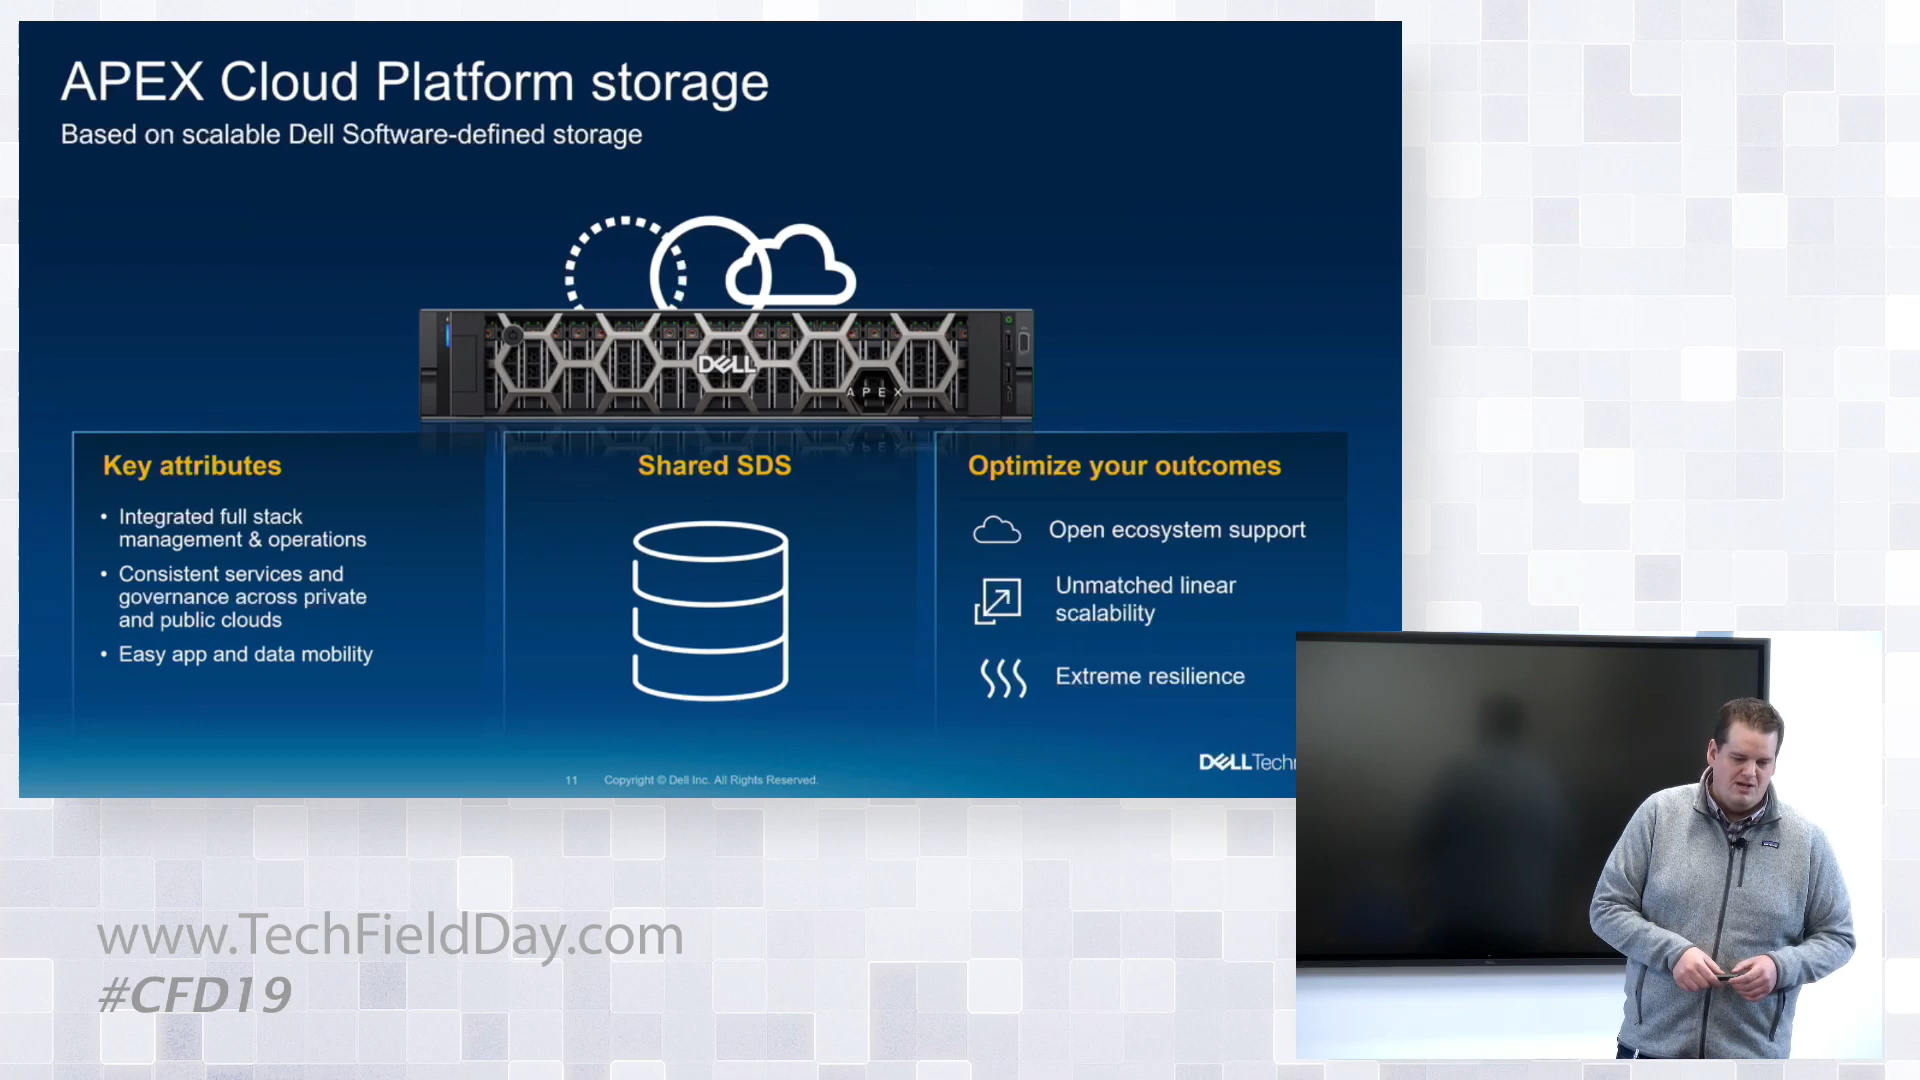 APEX Cloud Platform storage
Based on scalable Dell Software-defined storage
DELL
APEX
Key attributes
• Integrated full stack
management & operations
• Consistent services and
governance across private
and public clouds
• Easy app and data mobility
Shared SDS
Optimize your outcomes
Open ecosystem support
Unmatched linear
scalability
Extreme resilience
DELLTech
11 Copyright © Dell Inc. All Rights Reserved.
www.TechFieldDay.com
#CFD19